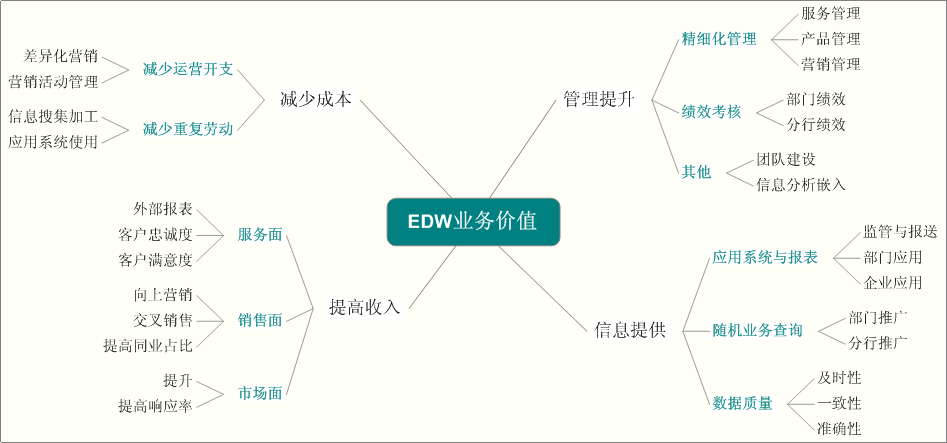 EDW业务价值
减少成本
减少运营开支
差异化营销
营销活动管理
减少重复劳动
信息搜集加工
应用系统使用
提高收入
服务面
外部报表
客户忠诚度
客户满意度
销售面
向上营销
交叉销售
提高同业占比
市场面
提升
提高响应率
管理提升
精细化管理
服务管理
产品管理
营销管理
绩效考核
部门绩效
分行绩效
其他
团队建设
信息分析嵌入
信息提供
应用系统与报表
监管与报送
部门应用
企业应用
随机业务查询
部门推广
分行推广
数据质量
及时性
一致性
准确性